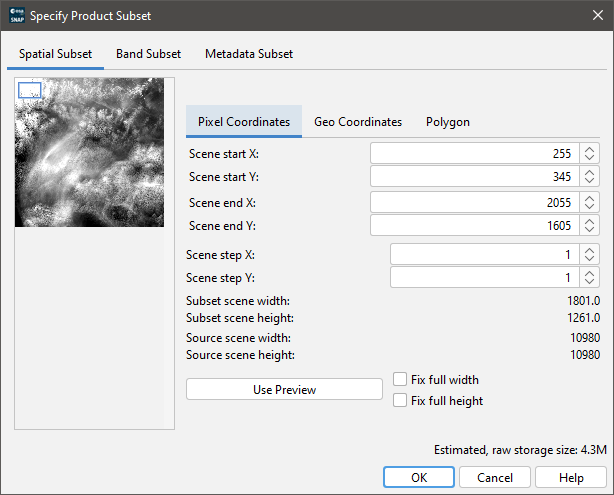 esa
SNAP
Specify Product Subset
Spatial Subset
Band Subset
Metadata Subset
Pixel Coordinates
Geo Coordinates
Polygon
Scene start X: 255
Scene start Y: 345
Scene end X: 2055
Scene end Y: 1605
Scene step X: 1
Scene step Y: 1
Subset scene width: 1801.0
Subset scene height: 1261.0
Source scene width: 10980
Source scene height: 10980
Use Preview
Fix full width
Fix full height
Estimated, raw storage size: 4.3M
OK
Cancel
Help